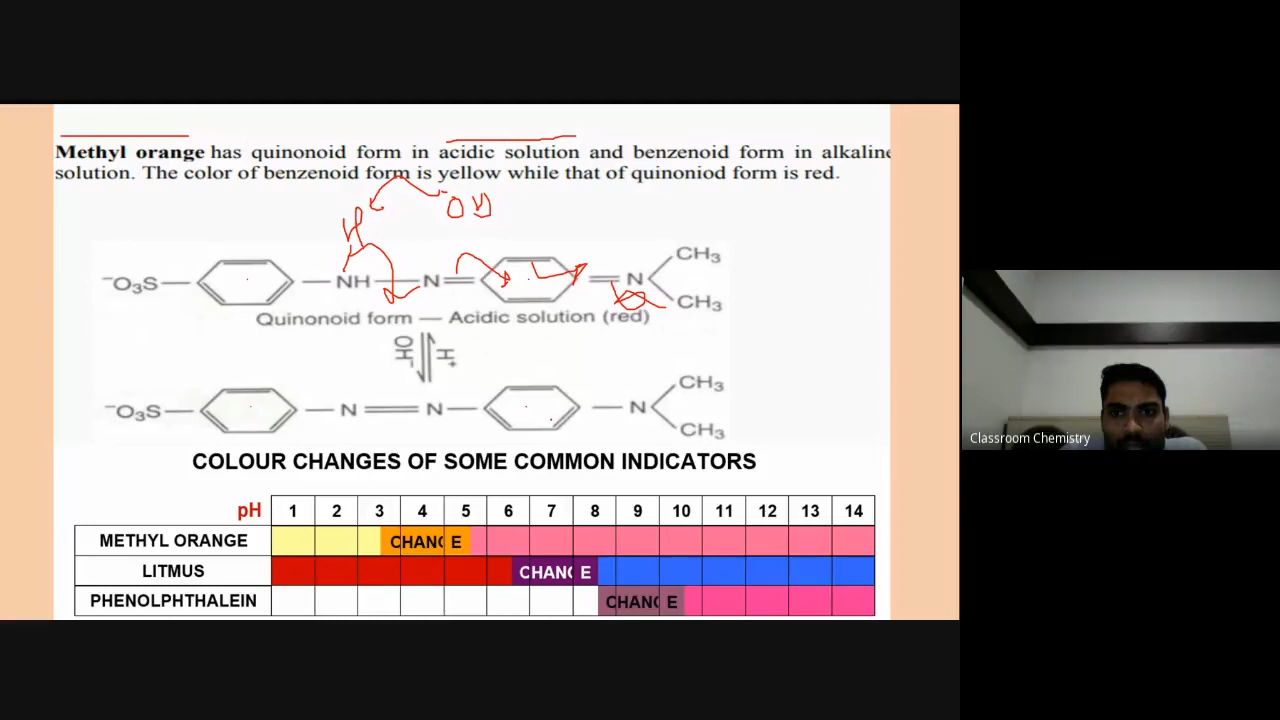 Methyl orange has quinonoid form in acidic solution and benzenoid form in alkaline
solution. The color of benzenoid form is yellow while that of quinoniod form is red.
H
⁻OH
⁻O₃S NH N N CH₃
CH₃
Quinonoid form — Acidic solution (red)
OH⁻ H⁺
⁻O₃S N N N CH₃
CH₃
COLOUR CHANGES OF SOME COMMON INDICATORS
pH 1 2 3 4 5 6 7 8 9 10 11 12 13 14
METHYL ORANGE CHANGE
LITMUS CHANGE
PHENOLPHTHALEIN CHANGE
Classroom Chemistry